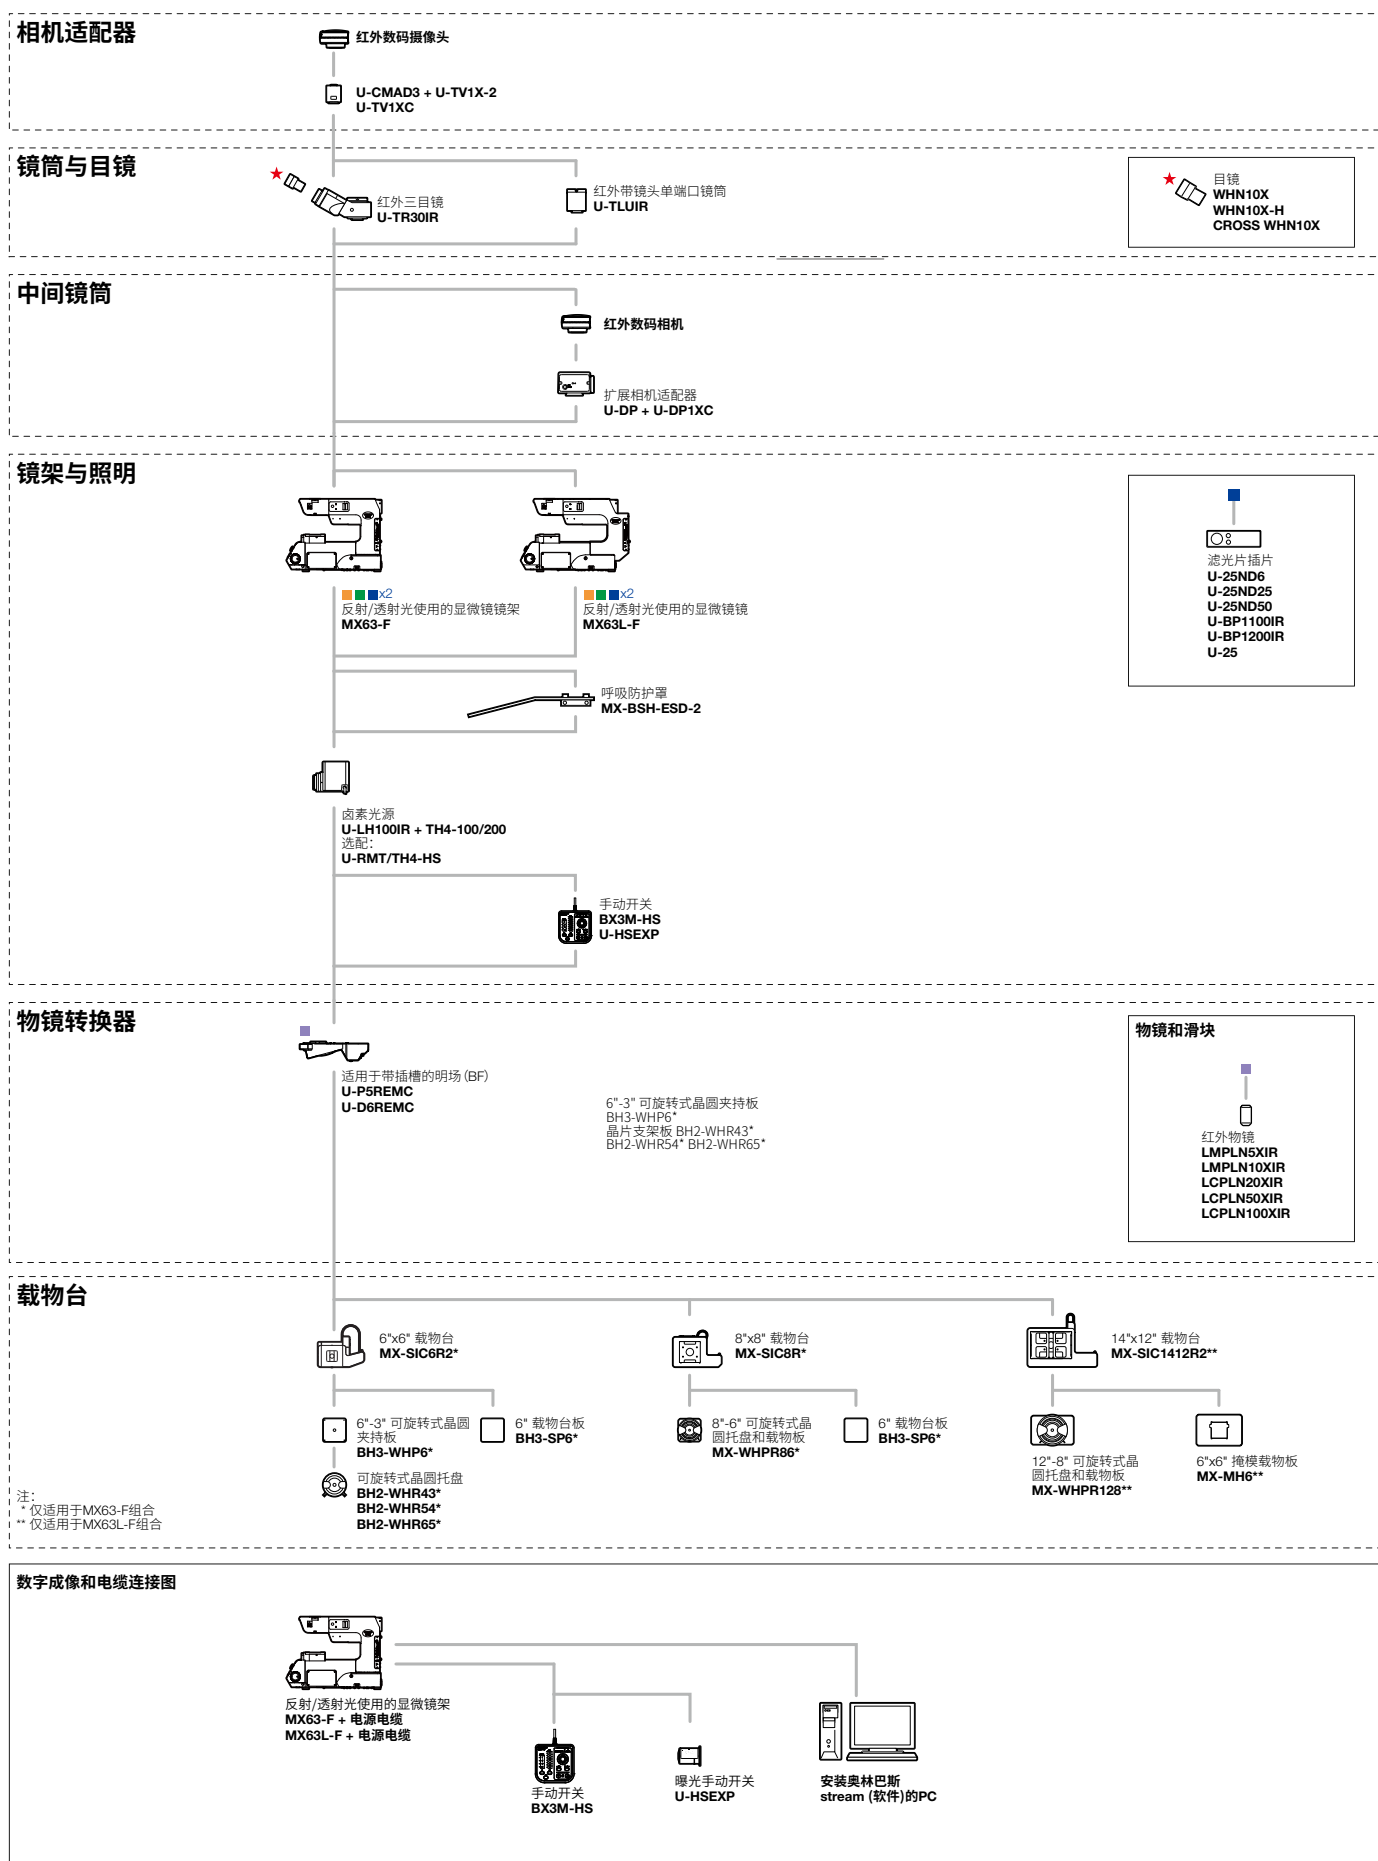 相机适配器
红外数码摄像头
U-CMAD3 + U-TV1X-2
U-TV1XC
镜筒与目镜
红外三目镜
U-TR30IR
红外带镜头单端口镜筒
U-TLUIR
目镜
WHN10X
WHN10X-H
CROSS WHN10X
中间镜筒
红外数码相机
扩展相机适配器
U-DP + U-DP1XC
镜架与照明
x2
反射/透射光使用的显微镜镜架
MX63-F
x2
反射/透射光使用的显微镜镜
MX63L-F
滤光片插片
U-25ND6
U-25ND25
U-25ND50
U-BP1100IR
U-BP1200IR
U-25
呼吸防护罩
MX-BSH-ESD-2
卤素光源
U-LH100IR + TH4-100/200
选配：
U-RMT/TH4-HS
手动开关
BX3M-HS
U-HSEXP
物镜转换器
适用于带插槽的明场（BF）
U-P5REMC
U-D6REMC
6"-3" 可旋转式晶圆夹持板
BH3-WHP6*
晶片支架板 BH2-WHR43*
BH2-WHR54* BH2-WHR65*
物镜和滑块
红外物镜
LMPLN5XIR
LMPLN10XIR
LCPLN20XIR
LCPLN50XIR
LCPLN100XIR
载物台
6"x6" 载物台
MX-SIC6R2*
8"x8" 载物台
MX-SIC8R*
14"x12" 载物台
MX-SIC1412R2**
6"-3" 可旋转式晶圆
夹持板
BH3-WHP6*
6" 载物台板
BH3-SP6*
8"-6" 可旋转式晶
圆托盘和载物板
MX-WHPR86*
6" 载物台板
BH3-SP6*
12"-8" 可旋转式晶
圆托盘和载物板
MX-WHPR128**
6"x6" 掩模载物板
MX-MH6**
可旋转式晶圆托盘
BH2-WHR43*
BH2-WHR54*
BH2-WHR65*
注：
* 仅适用于MX63-F组合
** 仅适用于MX63L-F组合
数字成像和电缆连接图
反射/透射光使用的显微镜架
MX63-F + 电源电缆
MX63L-F + 电源电缆
手动开关
BX3M-HS
曝光手动开关
U-HSEXP
安装奥林巴斯
stream (软件)的PC